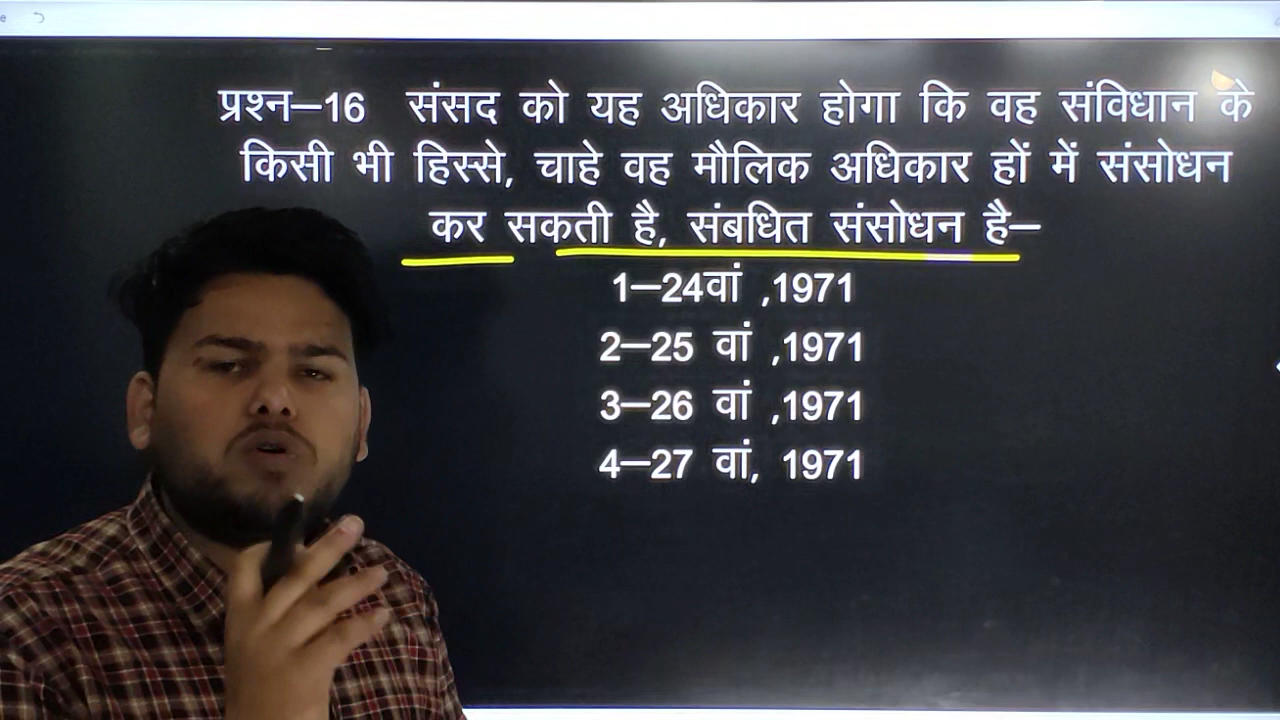 प्रश्न–16 संसद को यह अधिकार होगा कि वह संविधान के
किसी भी हिस्से, चाहे वह मौलिक अधिकार हों में संसोधन
कर सकती है, संबधित संसोधन है–
1–24वां ,1971
2–25 वां ,1971
3–26 वां ,1971
4–27 वां, 1971